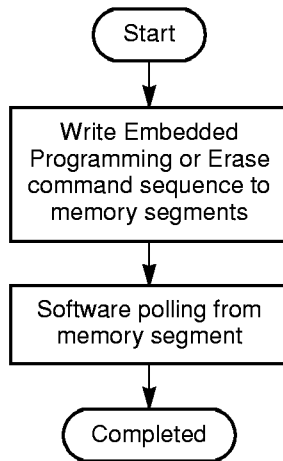 Start
Write Embedded
Programming or Erase
command sequence to
memory segments
Software polling from
memory segment
Completed